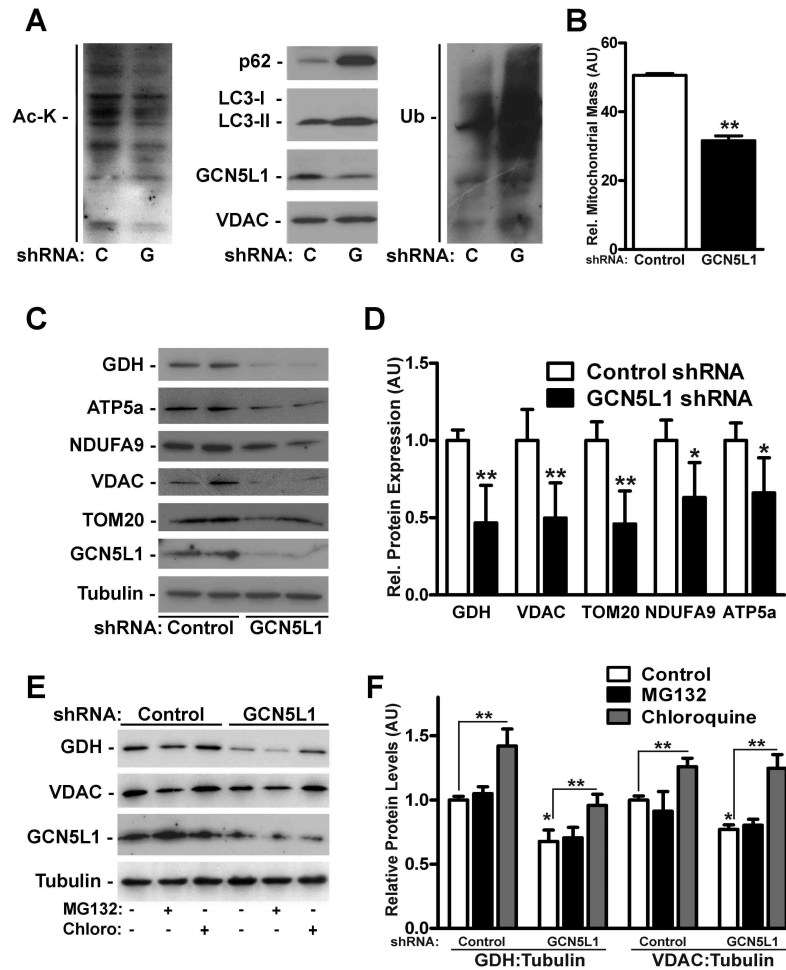 A
Ac-K -
shRNA: C G
p62 -
LC3-I -
LC3-II -
GCN5L1 -
VDAC -
shRNA: C G
Ub -
shRNA: C G
B
Rel. Mitochondrial Mass (AU)
60
40
20
0
**
shRNA: Control GCN5L1
C
GDH -
ATP5a -
NDUFA9 -
VDAC -
TOM20 -
GCN5L1 -
Tubulin -
shRNA: Control GCN5L1
D
Rel. Protein Expression (AU)
1.5
1.0
0.5
0.0
Control shRNA
GCN5L1 shRNA
** ** ** * *
GDH VDAC TOM20 NDUFA9 ATP5a
E
shRNA: Control GCN5L1
GDH -
VDAC -
GCN5L1 -
Tubulin -
MG132: - + - - + -
Chloro: - - + - - +
F
Relative Protein Levels (AU)
1.5
1.0
0.5
0.0
Control
MG132
Chloroquine
** * ** ** * **
shRNA: Control GCN5L1 Control GCN5L1
GDH:Tubulin VDAC:Tubulin